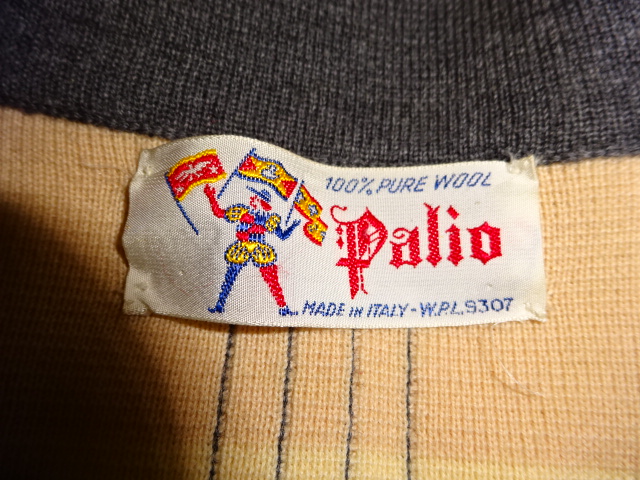 100% PURE WOOL
Palio
MADE IN ITALY - W.P.L.9307